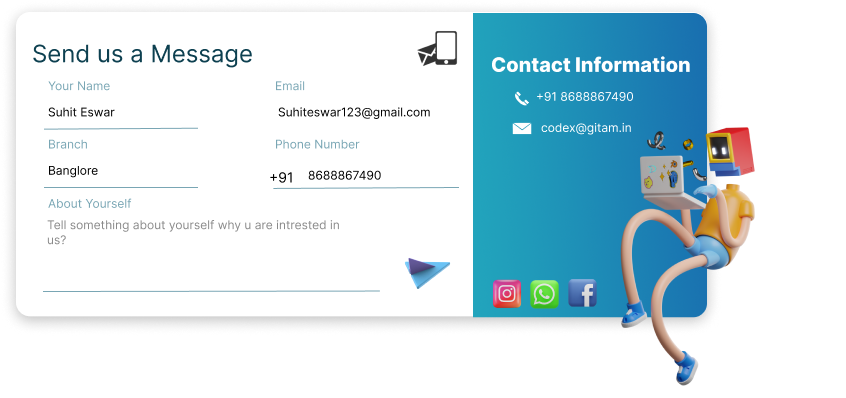 Send us a Message
Your Name
Email
Suhit Eswar
Suhiteswar123@gmail.com
Branch
Phone Number
Banglore
+91 8688867490
About Yourself
Tell something about yourself why u are intrested in
us?
Contact Information
+91 8688867490
codex@gitam.in